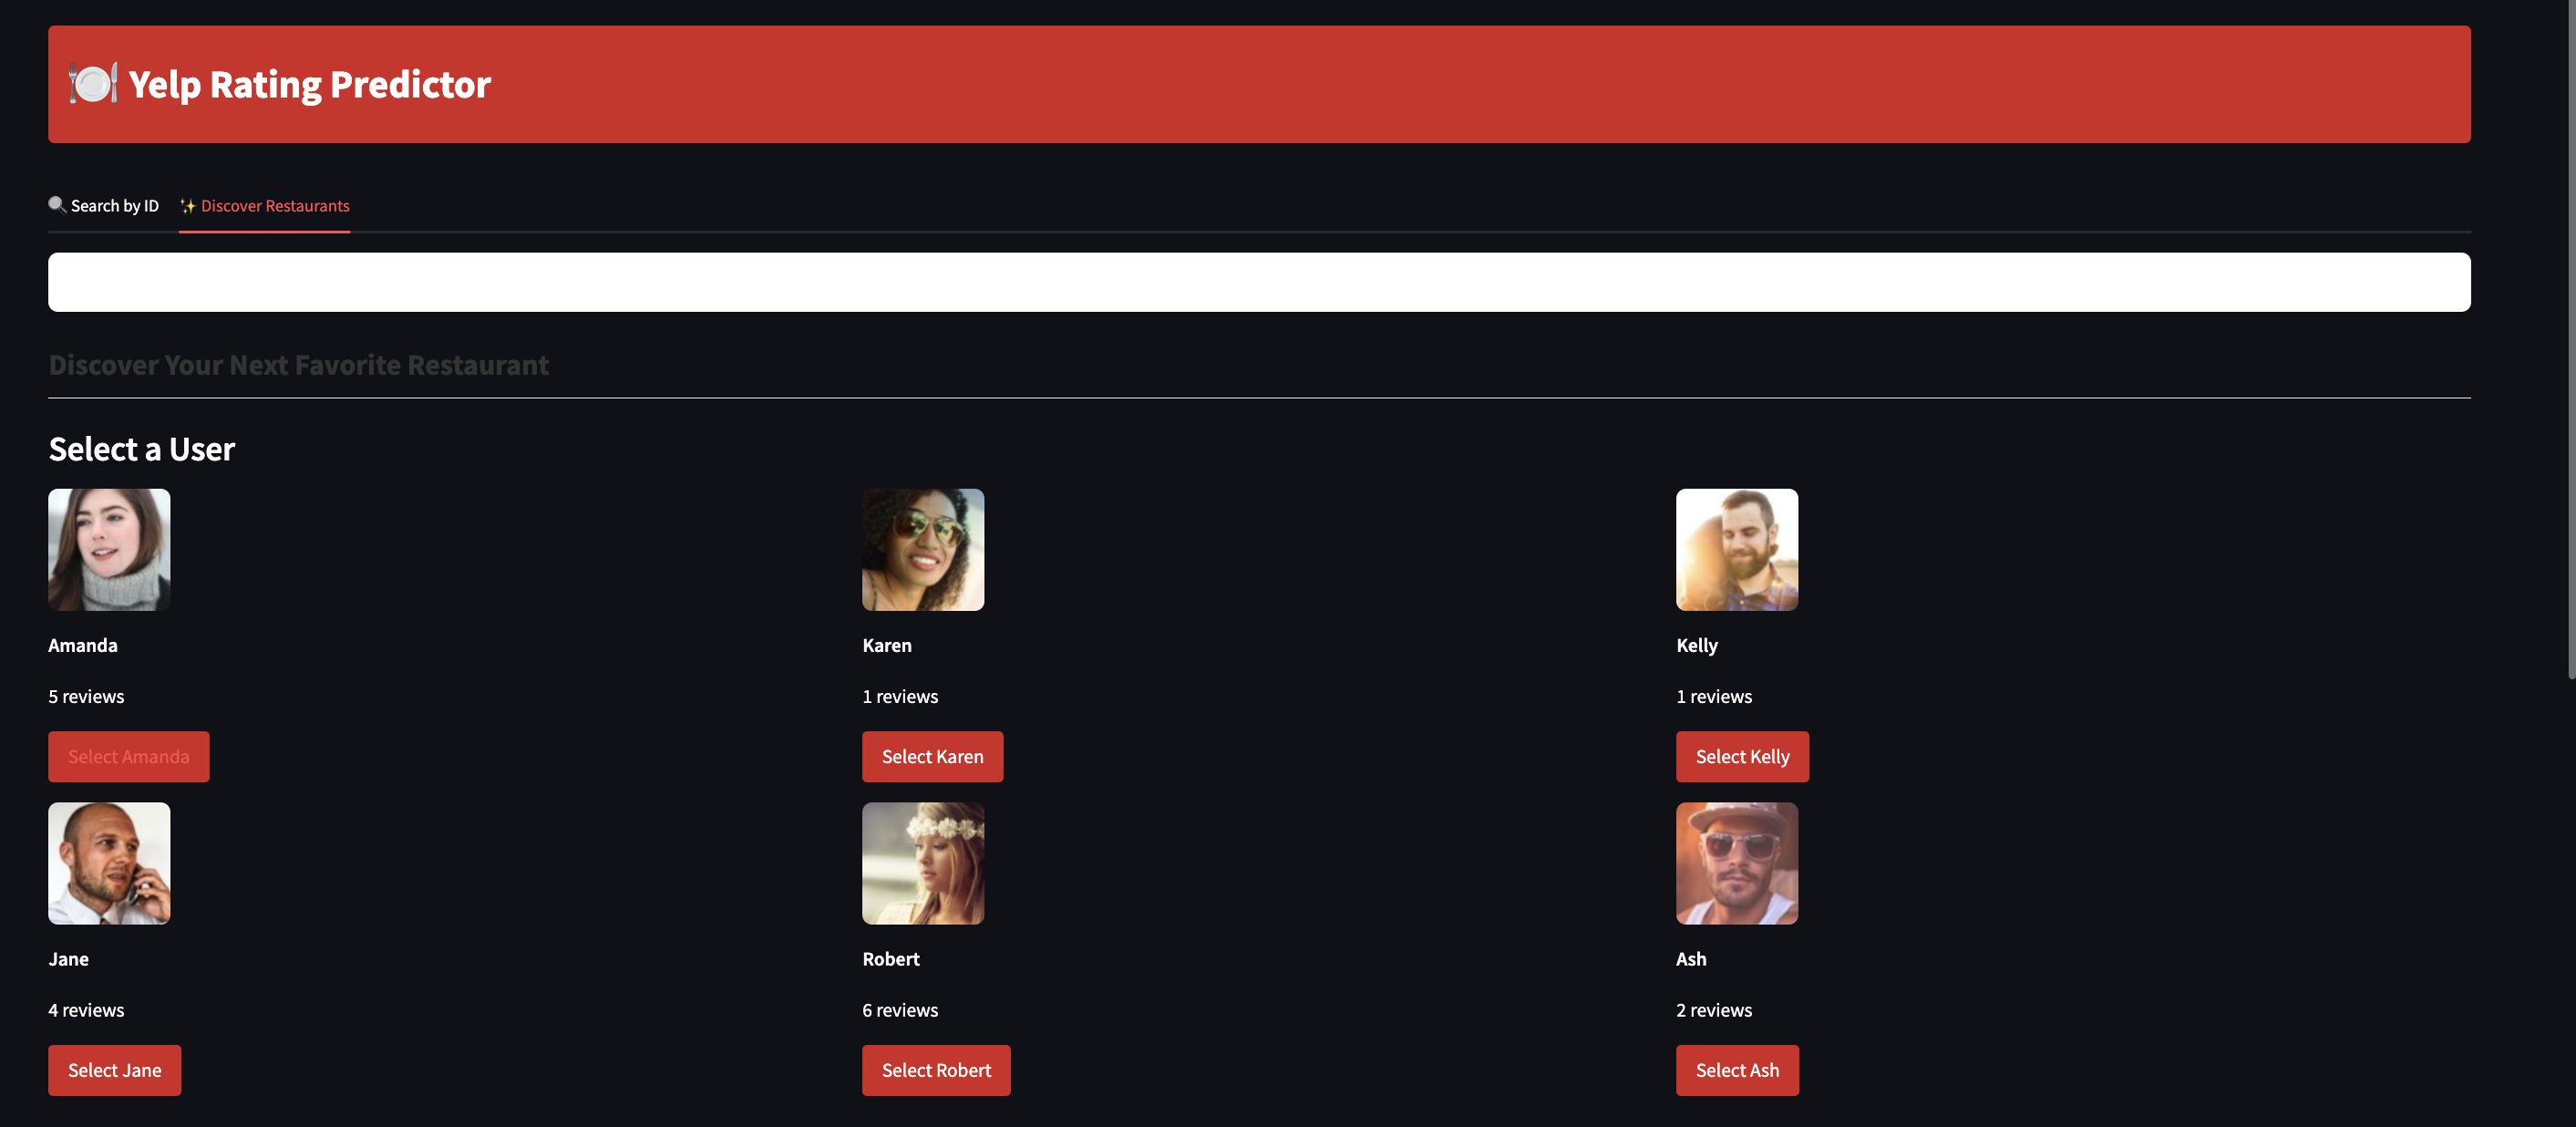 Yelp Rating Predictor
Search by ID
Discover Restaurants
Discover Your Next Favorite Restaurant
Select a User
Amanda
Karen
Kelly
5 reviews
1 reviews
1 reviews
Select Amanda
Select Karen
Select Kelly
Jane
Robert
Ash
4 reviews
6 reviews
2 reviews
Select Jane
Select Robert
Select Ash